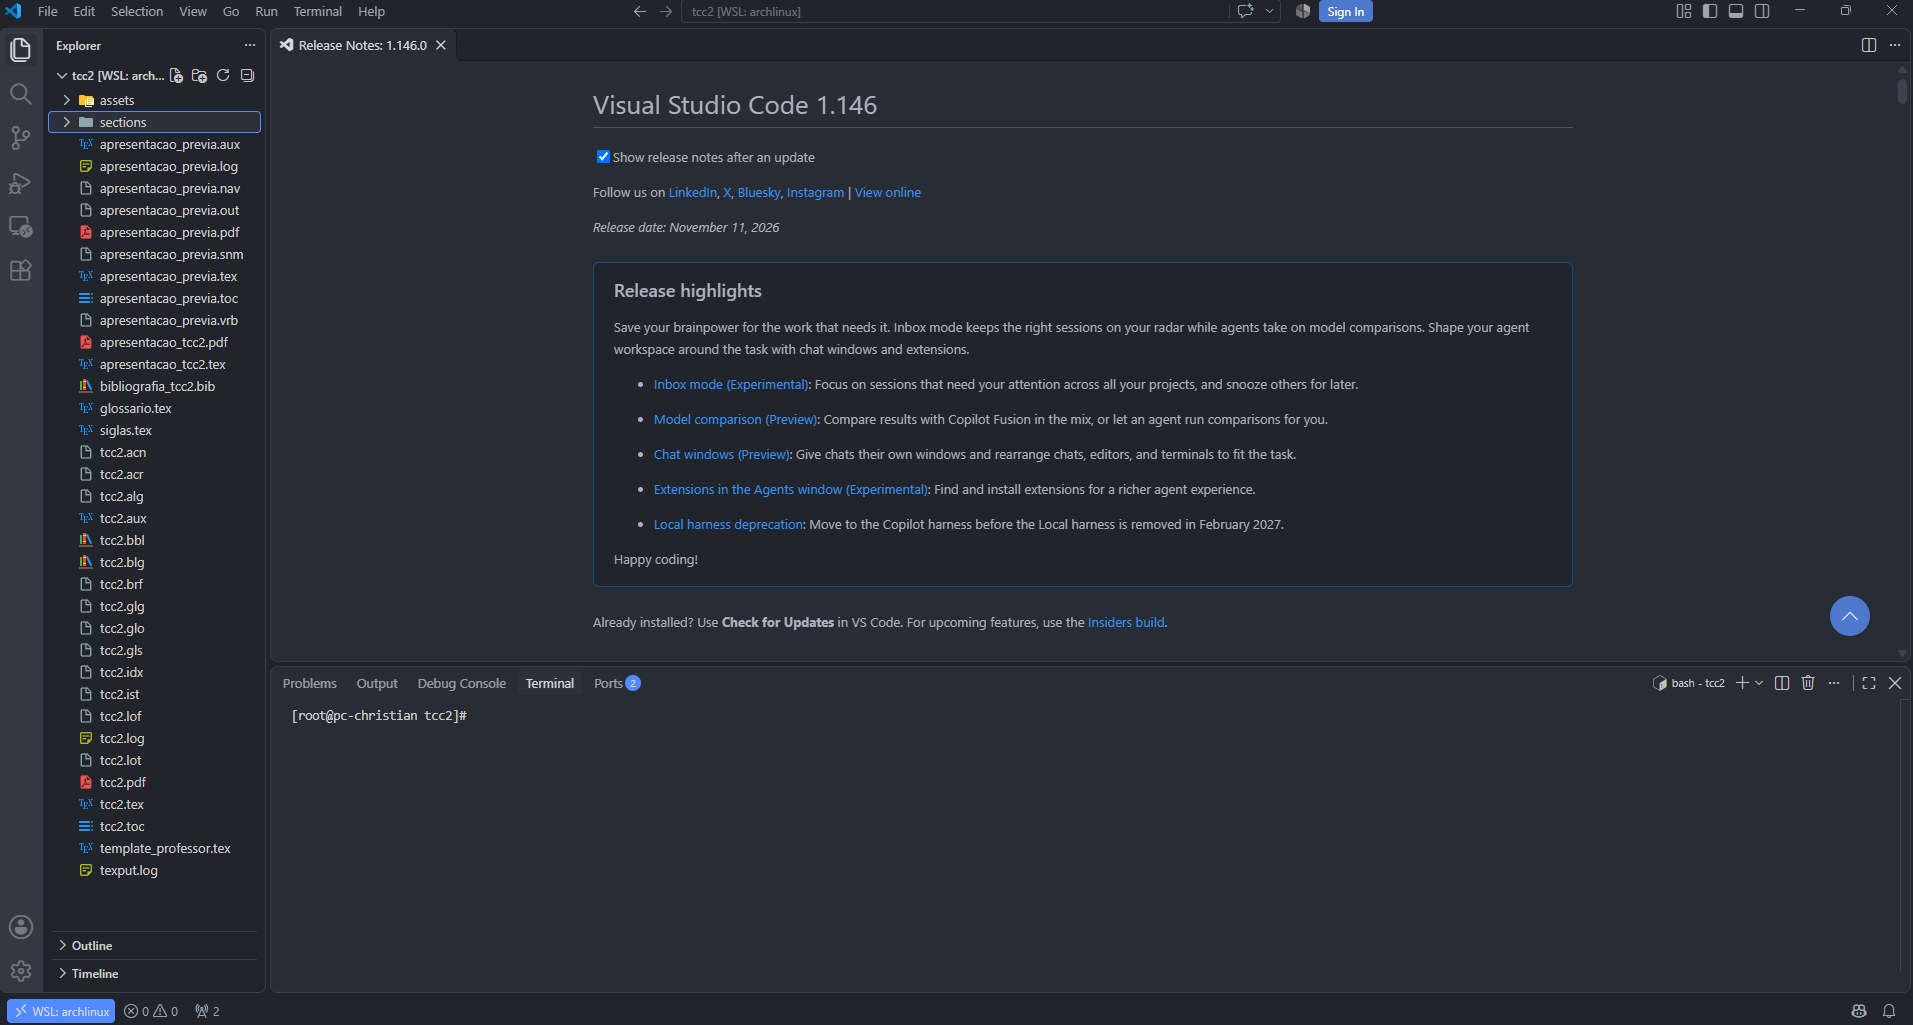 File Edit Selection View Go Run Terminal Help
tcc2 [WSL: archlinux]
Sign In
Explorer
tcc2 [WSL: arch...
assets
sections
apresentacao_previa.aux
apresentacao_previa.log
apresentacao_previa.nav
apresentacao_previa.out
apresentacao_previa.pdf
apresentacao_previa.snm
apresentacao_previa.tex
apresentacao_previa.toc
apresentacao_previa.vrb
apresentacao_tcc2.pdf
apresentacao_tcc2.tex
bibliografia_tcc2.bib
glossario.tex
siglas.tex
tcc2.acn
tcc2.acr
tcc2.alg
tcc2.aux
tcc2.bbl
tcc2.blg
tcc2.brf
tcc2.glg
tcc2.glo
tcc2.gls
tcc2.idx
tcc2.ist
tcc2.lof
tcc2.log
tcc2.lot
tcc2.pdf
tcc2.tex
tcc2.toc
template_professor.tex
texput.log
Outline
Timeline
Release Notes: 1.146.0
Visual Studio Code 1.146
Show release notes after an update
Follow us on LinkedIn, X, Bluesky, Instagram | View online
Release date: November 11, 2026
Release highlights
Save your brainpower for the work that needs it. Inbox mode keeps the right sessions on your radar while agents take on model comparisons. Shape your agent
workspace around the task with chat windows and extensions.
• Inbox mode (Experimental): Focus on sessions that need your attention across all your projects, and snooze others for later.
• Model comparison (Preview): Compare results with Copilot Fusion in the mix, or let an agent run comparisons for you.
• Chat windows (Preview): Give chats their own windows and rearrange chats, editors, and terminals to fit the task.
• Extensions in the Agents window (Experimental): Find and install extensions for a richer agent experience.
• Local harness deprecation: Move to the Copilot harness before the Local harness is removed in February 2027.
Happy coding!
Already installed? Use Check for Updates in VS Code. For upcoming features, use the Insiders build.
Problems Output Debug Console Terminal Ports 2
bash - tcc2
[root@pc-christian tcc2]#
WSL: archlinux 0 0 2